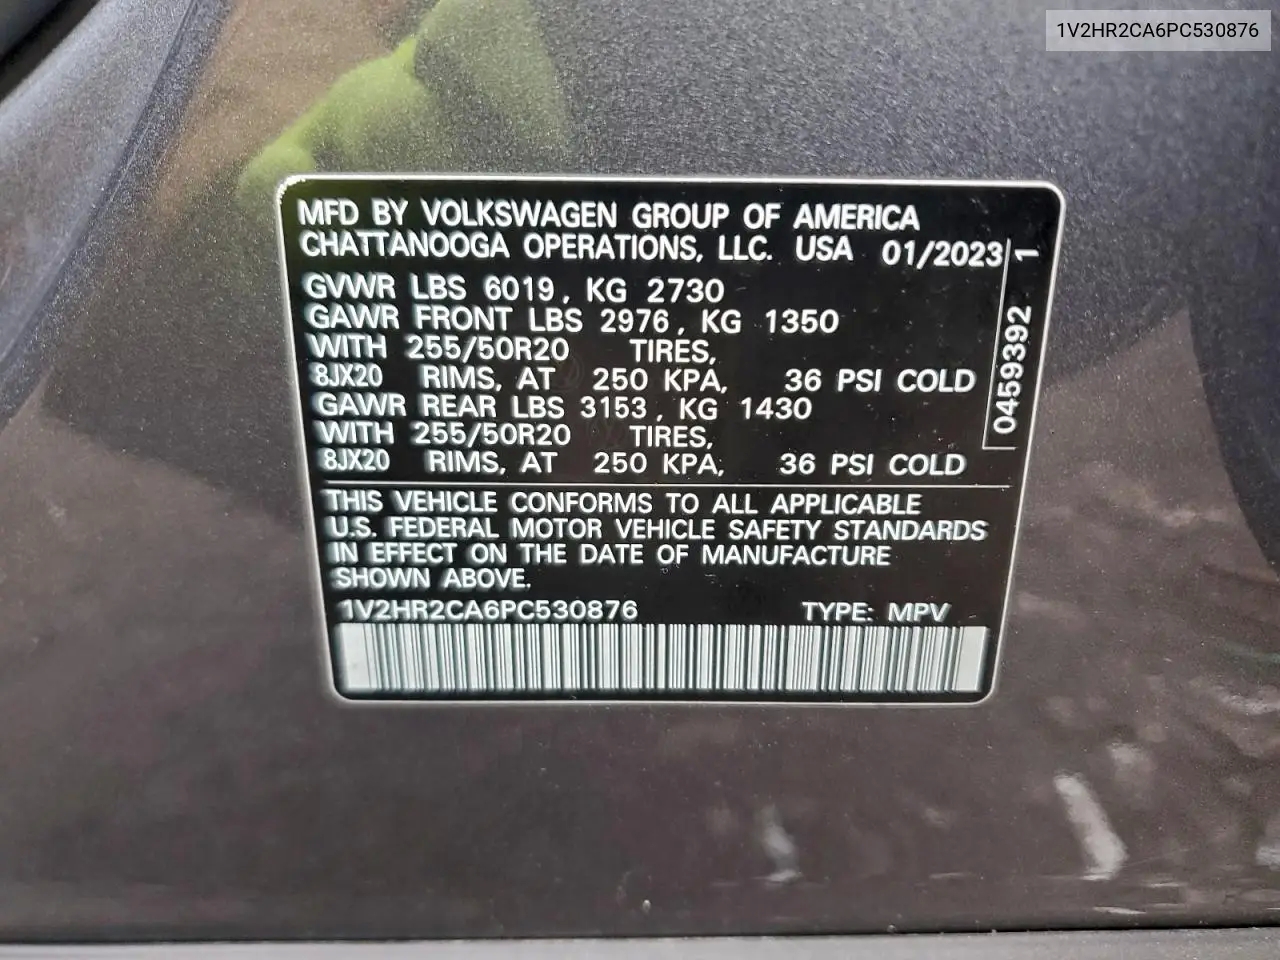 1V2HR2CA6PC530876
MFD BY VOLKSWAGEN GROUP OF AMERICA
CHATTANOOGA OPERATIONS, LLC. USA 01/2023
GVWR LBS 6019, KG 2730
GAWR FRONT LBS 2976, KG 1350
WITH 255/50R20 TIRES,
8JX20 RIMS, AT 250 KPA, 36 PSI COLD
GAWR REAR LBS 3153, KG 1430
WITH 255/50R20 TIRES,
8JX20 RIMS, AT 250 KPA, 36 PSI COLD
0459392 1
THIS VEHICLE CONFORMS TO ALL APPLICABLE
U.S. FEDERAL MOTOR VEHICLE SAFETY STANDARDS
IN EFFECT ON THE DATE OF MANUFACTURE
SHOWN ABOVE.
1V2HR2CA6PC530876 TYPE: MPV